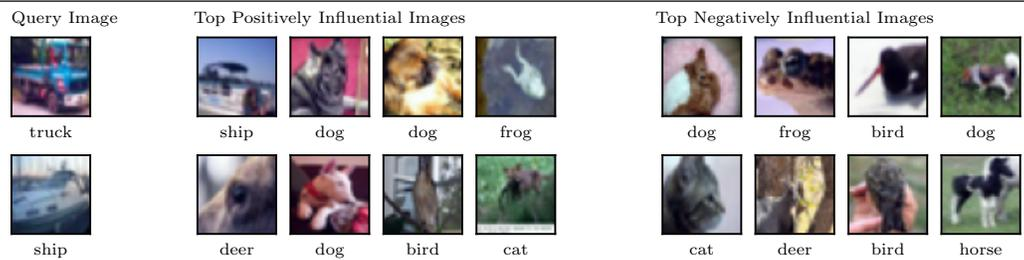 Query Image Top Positively Influential Images Top Negatively Influential Images
truck ship dog dog frog dog frog bird dog
ship deer dog bird cat cat deer bird horse